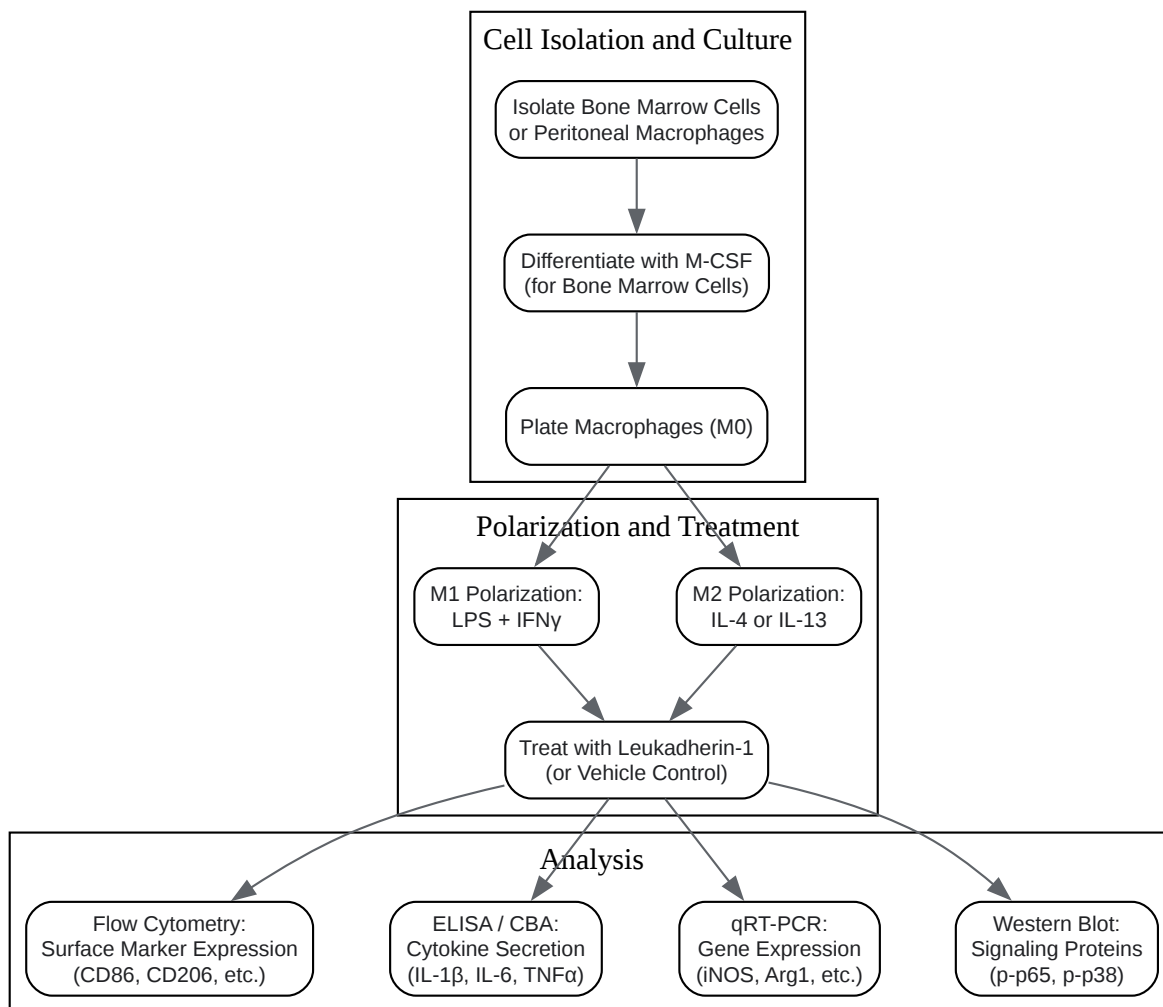 Cell Isolation and Culture
Isolate Bone Marrow Cells
or Peritoneal Macrophages
Differentiate with M-CSF
(for Bone Marrow Cells)
Plate Macrophages (M0)
Polarization and Treatment
M1 Polarization:
LPS + IFNγ
M2 Polarization:
IL-4 or IL-13
Treat with Leukadherin-1
(or Vehicle Control)
Analysis
Flow Cytometry:
Surface Marker Expression
(CD86, CD206, etc.)
ELISA / CBA:
Cytokine Secretion
(IL-1β, IL-6, TNFα)
qRT-PCR:
Gene Expression
(iNOS, Arg1, etc.)
Western Blot:
Signaling Proteins
(p-p65, p-p38)